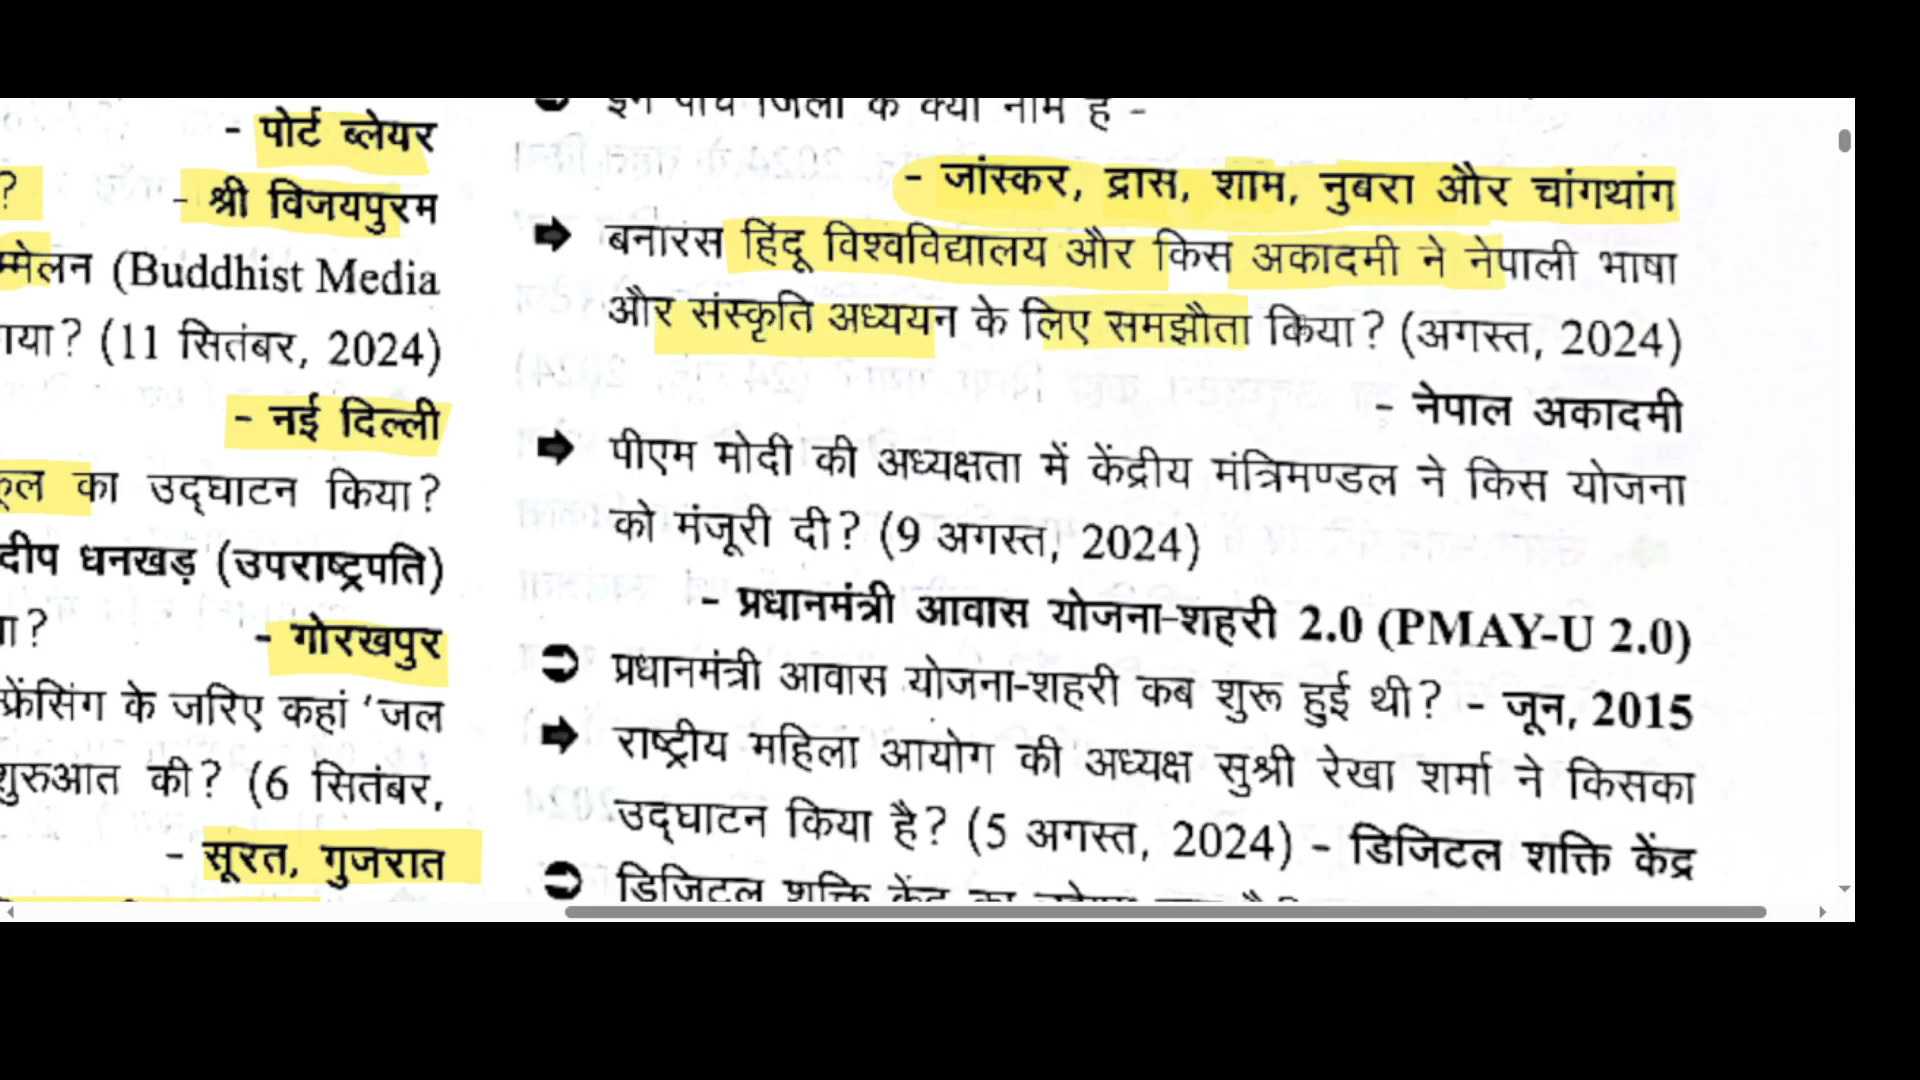 - पोर्ट ब्लेयर
? - श्री विजयपुरम
म्मेलन (Buddhist Media
गया? (11 सितंबर, 2024)
- नई दिल्ली
कूल का उद्घाटन किया?
दीप धनखड़ (उपराष्ट्रपति)
ा? - गोरखपुर
फ्रेंसिंग के जरिए कहां ‘जल
शुरुआत की? (6 सितंबर,
- सूरत, गुजरात
इन पांच जिलों के क्या नाम हैं -
- जांस्कर, द्रास, शाम, नुबरा और चांगथांग
बनारस हिंदू विश्वविद्यालय और किस अकादमी ने नेपाली भाषा
और संस्कृति अध्ययन के लिए समझौता किया? (अगस्त, 2024)
- नेपाल अकादमी
पीएम मोदी की अध्यक्षता में केंद्रीय मंत्रिमण्डल ने किस योजना
को मंजूरी दी? (9 अगस्त, 2024)
- प्रधानमंत्री आवास योजना-शहरी 2.0 (PMAY-U 2.0)
प्रधानमंत्री आवास योजना-शहरी कब शुरू हुई थी? - जून, 2015
राष्ट्रीय महिला आयोग की अध्यक्ष सुश्री रेखा शर्मा ने किसका
उद्घाटन किया है? (5 अगस्त, 2024) - डिजिटल शक्ति केंद्र
डिजिटल शक्ति केंद्र का